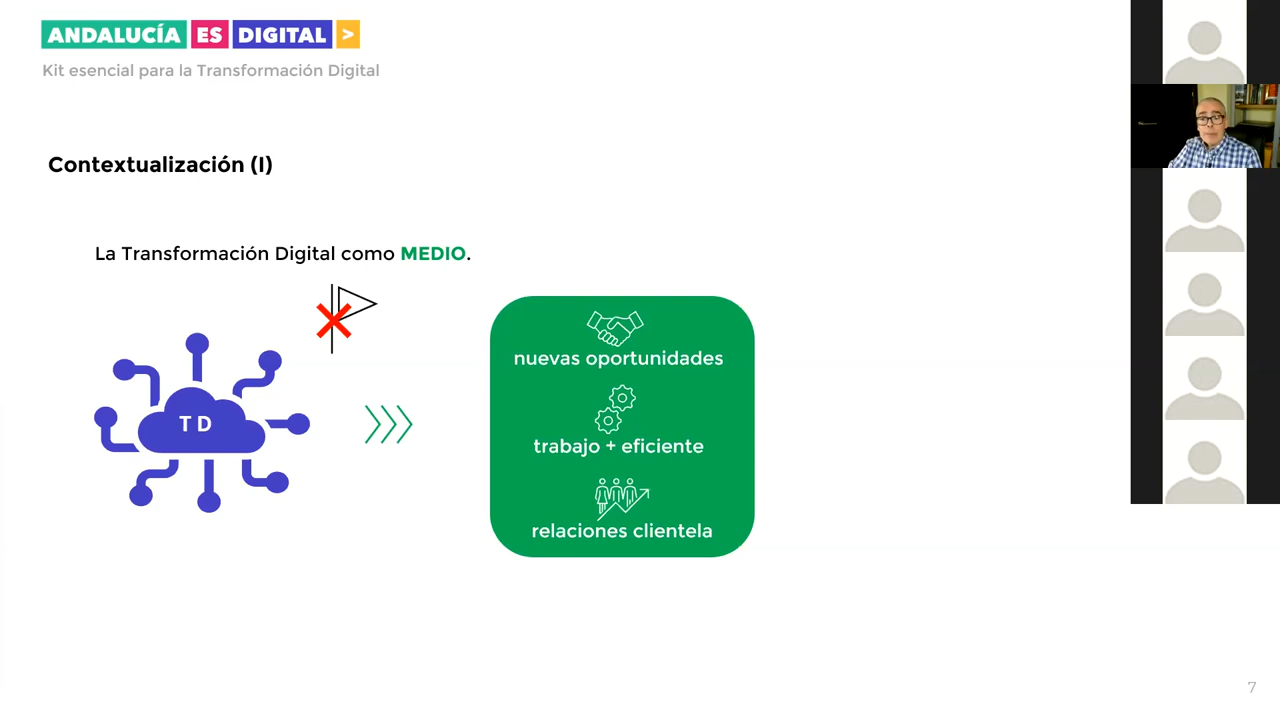 ANDALUCÍA ES DIGITAL >
Kit esencial para la Transformación Digital
Contextualización (I)
La Transformación Digital como MEDIO.
TD
nuevas oportunidades
trabajo + eficiente
relaciones clientela
7